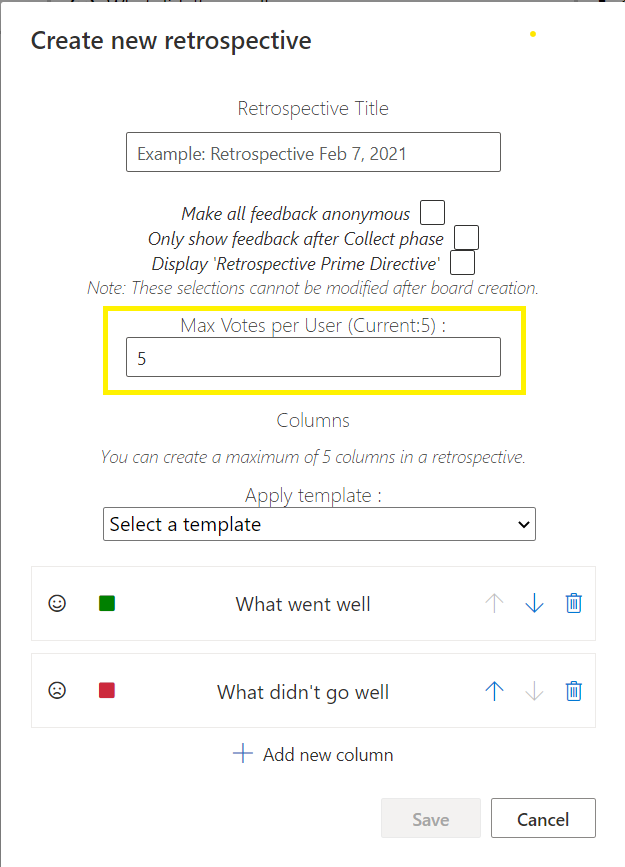 Create new retrospective
Retrospective Title
Example: Retrospective Feb 7, 2021
Make all feedback anonymous
Only show feedback after Collect phase
Display 'Retrospective Prime Directive'
Note: These selections cannot be modified after board creation.
Max Votes per User (Current:5) :
5
Columns
You can create a maximum of 5 columns in a retrospective.
Apply template :
Select a template
What went well
What didn't go well
Add new column
Save Cancel